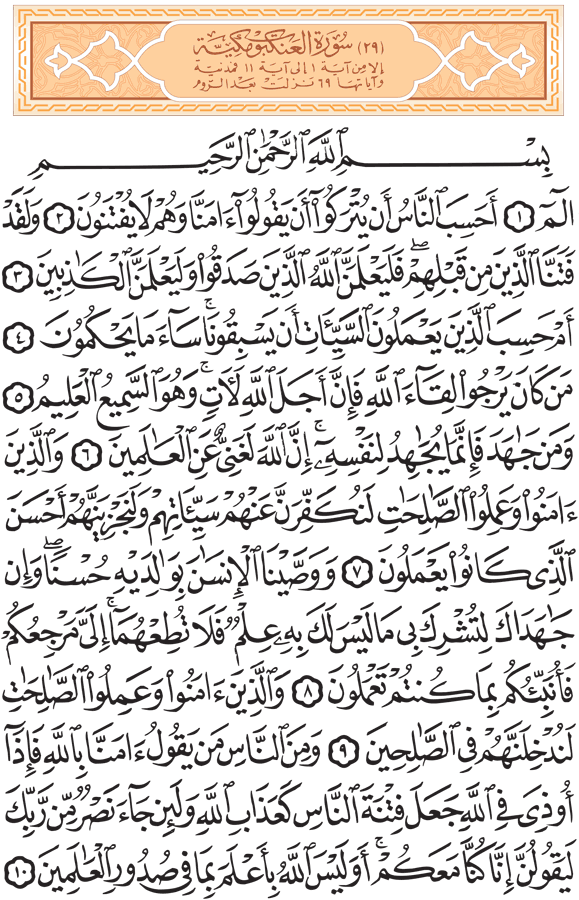 (٢٩) سُورَة العَنكبوت مكيّة
إلا من آية ١ إلى آية ١١ فمدنية
وآياتها ٦٩ نزلت بعد الروم
بِسْمِ ٱللَّهِ ٱلرَّحْمَٰنِ ٱلرَّحِيمِ
الٓمٓ ١ أَحَسِبَ ٱلنَّاسُ أَن يُتْرَكُوٓا۟ أَن يَقُولُوٓا۟ ءَامَنَّا وَهُمْ لَا يُفْتَنُونَ ٢ وَلَقَدْ
فَتَنَّا ٱلَّذِينَ مِن قَبْلِهِمْ ۖ فَلَيَعْلَمَنَّ ٱللَّهُ ٱلَّذِينَ صَدَقُوا۟ وَلَيَعْلَمَنَّ ٱلْكَٰذِبِينَ ٣
أَمْ حَسِبَ ٱلَّذِينَ يَعْمَلُونَ ٱلسَّيِّـَٔاتِ أَن يَسْبِقُونَا ۚ سَآءَ مَا يَحْكُمُونَ ٤
مَن كَانَ يَرْجُوا۟ لِقَآءَ ٱللَّهِ فَإِنَّ أَجَلَ ٱللَّهِ لَءَاتٍ ۚ وَهُوَ ٱلسَّمِيعُ ٱلْعَلِيمُ ٥
وَمَن جَٰهَدَ فَإِنَّمَا يُجَٰهِدُ لِنَفْسِهِۦٓ ۚ إِنَّ ٱللَّهَ لَغَنِىٌّ عَنِ ٱلْعَٰلَمِينَ ٦ وَٱلَّذِينَ
ءَامَنُوا۟ وَعَمِلُوا۟ ٱلصَّٰلِحَٰتِ لَنُكَفِّرَنَّ عَنْهُمْ سَيِّـَٔاتِهِمْ وَلَنَجْزِيَنَّهُمْ أَحْسَنَ
ٱلَّذِى كَانُوا۟ يَعْمَلُونَ ٧ وَوَصَّيْنَا ٱلْإِنسَٰنَ بِوَٰلِدَيْهِ حُسْنًا ۖ وَإِن
جَٰهَدَاكَ لِتُشْرِكَ بِى مَا لَيْسَ لَكَ بِهِۦ عِلْمٌ فَلَا تُطِعْهُمَآ ۚ إِلَىَّ مَرْجِعُكُمْ
فَأُنَبِّئُكُم بِمَا كُنتُمْ تَعْمَلُونَ ٨ وَٱلَّذِينَ ءَامَنُوا۟ وَعَمِلُوا۟ ٱلصَّٰلِحَٰتِ
لَنُدْخِلَنَّهُمْ فِى ٱلصَّٰلِحِينَ ٩ وَمِنَ ٱلنَّاسِ مَن يَقُولُ ءَامَنَّا بِٱللَّهِ فَإِذَآ
أُوذِىَ فِى ٱللَّهِ جَعَلَ فِتْنَةَ ٱلنَّاسِ كَعَذَابِ ٱللَّهِ وَلَئِن جَآءَ نَصْرٌ مِّن رَّبِّكَ
لَيَقُولُنَّ إِنَّا كُنَّا مَعَكُمْ ۚ أَوَلَيْسَ ٱللَّهُ بِأَعْلَمَ بِمَا فِى صُدُورِ ٱلْعَٰلَمِينَ ١٠